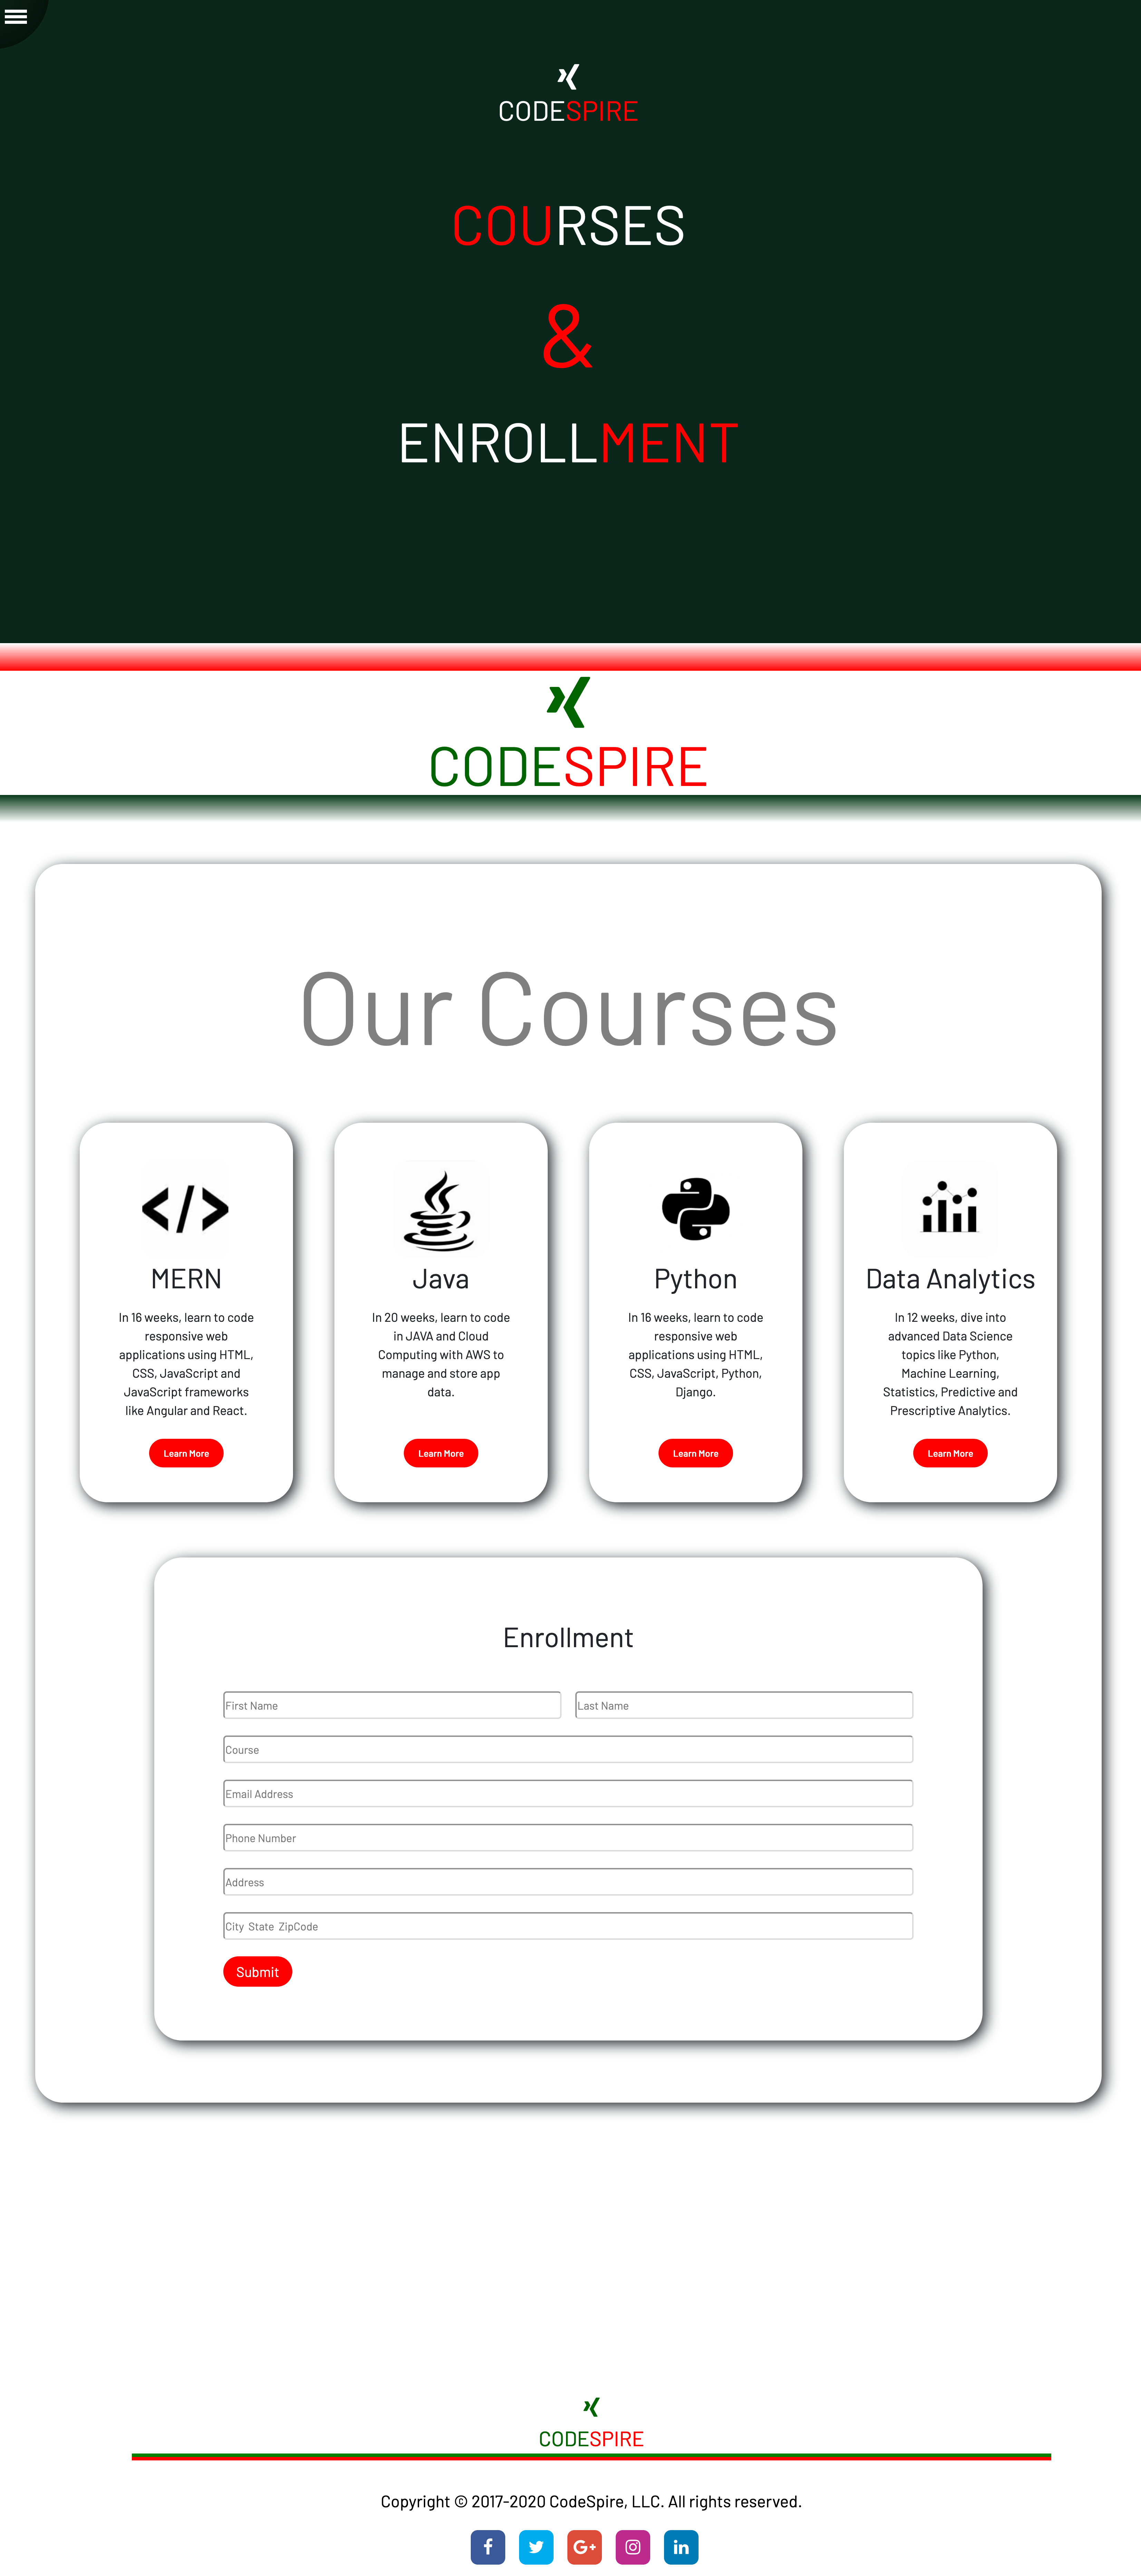 CODESPIRE
COURSES
&
ENROLLMENT
CODESPIRE
Our Courses
MERN
In 16 weeks, learn to code
responsive web
applications using HTML,
CSS, JavaScript and
JavaScript frameworks
like Angular and React.
Learn More
Java
In 20 weeks, learn to code
in JAVA and Cloud
Computing with AWS to
manage and store app
data.
Learn More
Python
In 16 weeks, learn to code
responsive web
applications using HTML,
CSS, JavaScript, Python,
Django.
Learn More
Data Analytics
In 12 weeks, dive into
advanced Data Science
topics like Python,
Machine Learning,
Statistics, Predictive and
Prescriptive Analytics.
Learn More
Enrollment
First Name
Last Name
Course
Email Address
Phone Number
Address
City State ZipCode
Submit
CODESPIRE
Copyright © 2017-2020 CodeSpire, LLC. All rights reserved.